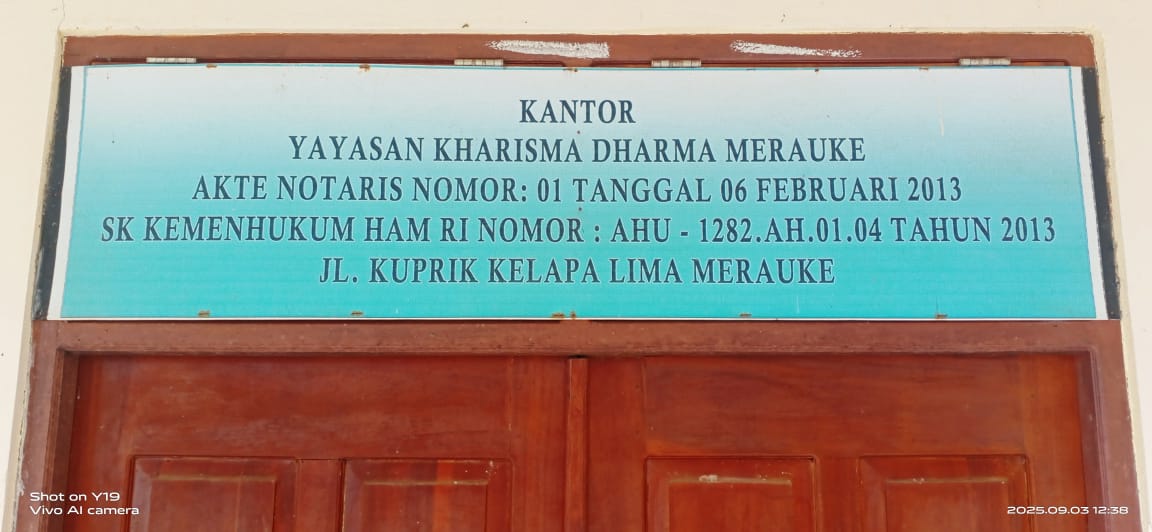 KANTOR
YAYASAN KHARISMA DHARMA MERAUKE
AKTE NOTARIS NOMOR: 01 TANGGAL 06 FEBRUARI 2013
SK KEMENHUKUM HAM RI NOMOR : AHU - 1282.AH.01.04 TAHUN 2013
JL. KUPRIK KELAPA LIMA MERAUKE
Shot on Y19
Vivo AI camera
2025.09.03 12:38